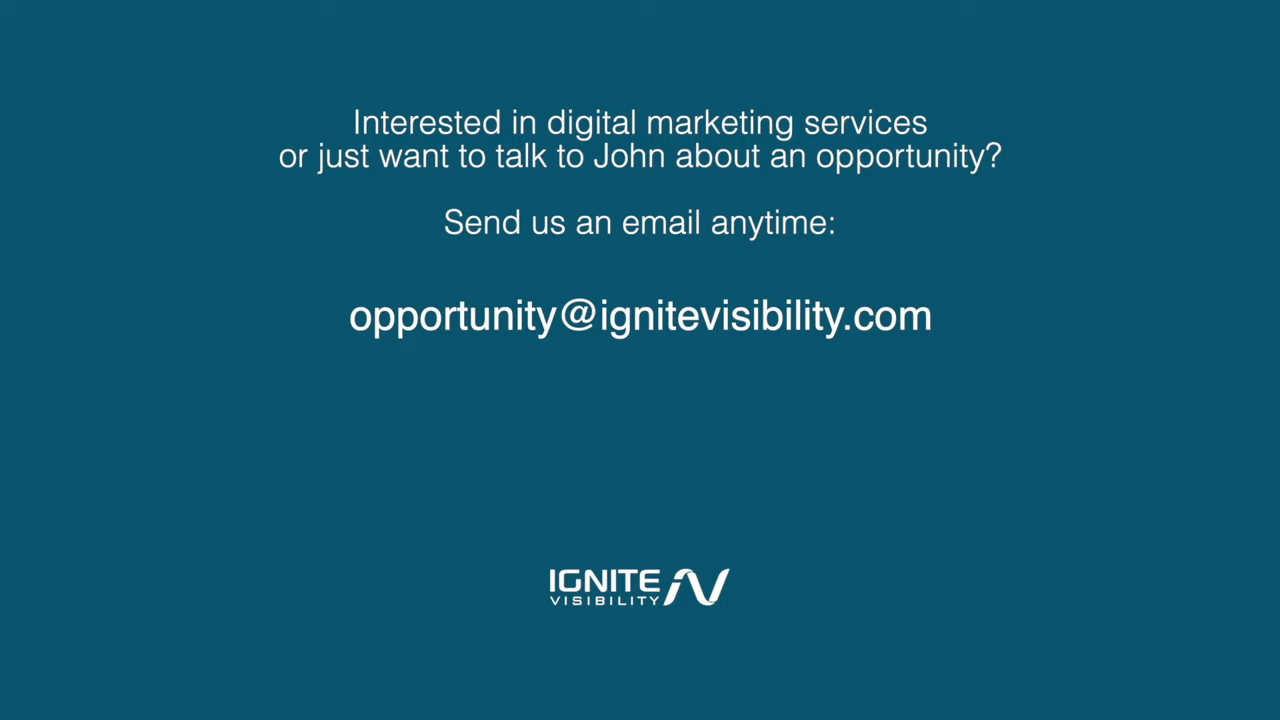 Interested in digital marketing services
or just want to talk to John about an opportunity?
Send us an email anytime:
opportunity@ignitevisibility.com
IGNITE
VISIBILITY